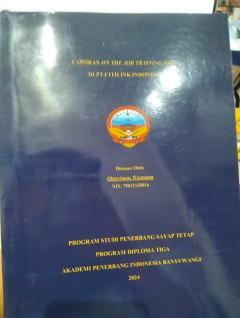 LAPORAN ON THE JOB TRAINING
DI PT.CITILINK INDONESIA
Disusun Oleh:
NIT.
PROGRAM STUDI PENERBANG SAYAP TETAP
PROGRAM DIPLOMA TIGA
AKADEMI PENERBANG INDONESIA BANYUWANGI
2024